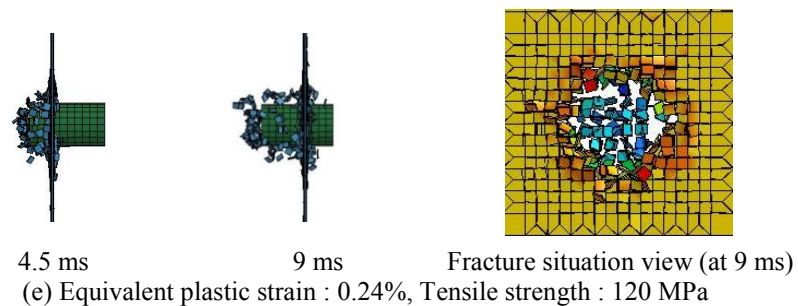 4.5 ms 9 ms Fracture situation view (at 9 ms)
(e) Equivalent plastic strain : 0.24%, Tensile strength : 120 MPa